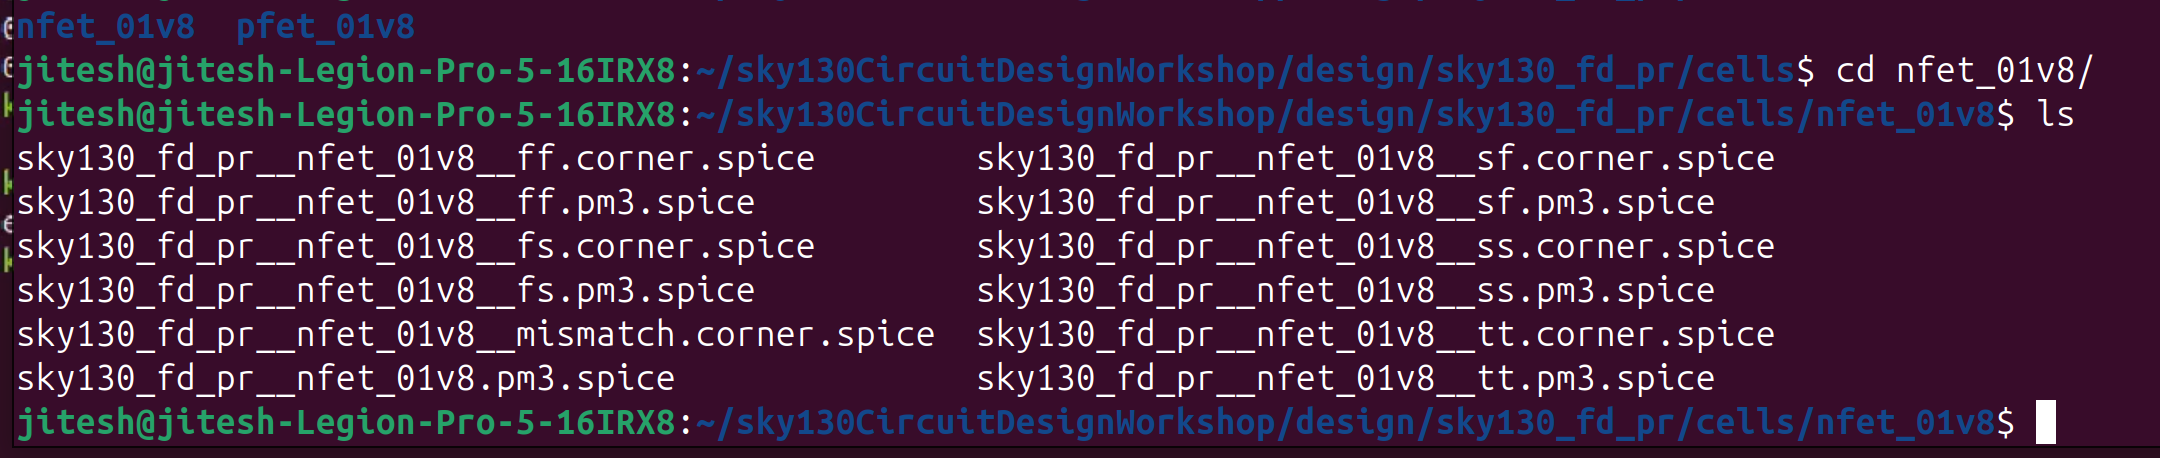 nfet_01v8  pfet_01v8
jitesh@jitesh-Legion-Pro-5-16IRX8:~/sky130CircuitDesignWorkshop/design/sky130_fd_pr/cells$ cd nfet_01v8/
jitesh@jitesh-Legion-Pro-5-16IRX8:~/sky130CircuitDesignWorkshop/design/sky130_fd_pr/cells/nfet_01v8$ ls
sky130_fd_pr__nfet_01v8__ff.corner.spice        sky130_fd_pr__nfet_01v8__sf.corner.spice
sky130_fd_pr__nfet_01v8__ff.pm3.spice           sky130_fd_pr__nfet_01v8__sf.pm3.spice
sky130_fd_pr__nfet_01v8__fs.corner.spice        sky130_fd_pr__nfet_01v8__ss.corner.spice
sky130_fd_pr__nfet_01v8__fs.pm3.spice           sky130_fd_pr__nfet_01v8__ss.pm3.spice
sky130_fd_pr__nfet_01v8__mismatch.corner.spice  sky130_fd_pr__nfet_01v8__tt.corner.spice
sky130_fd_pr__nfet_01v8.pm3.spice               sky130_fd_pr__nfet_01v8__tt.pm3.spice
jitesh@jitesh-Legion-Pro-5-16IRX8:~/sky130CircuitDesignWorkshop/design/sky130_fd_pr/cells/nfet_01v8$